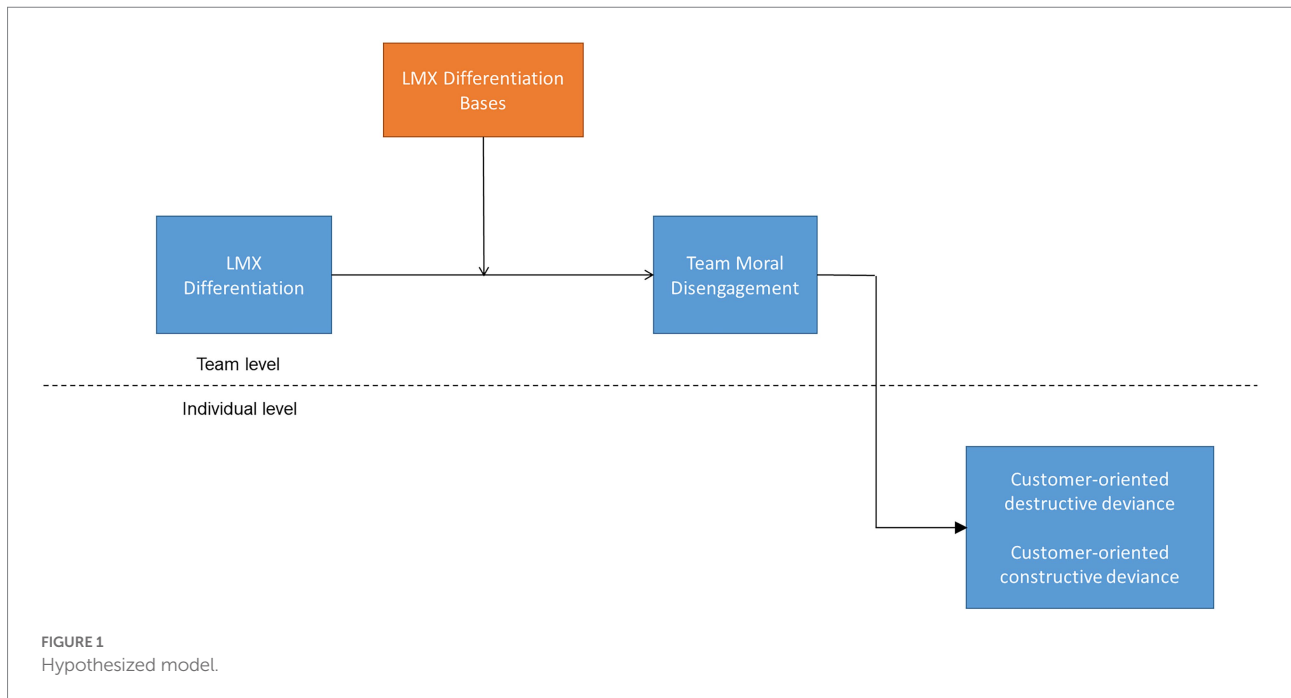 LMX Differentiation
Bases
LMX
Differentiation
Team Moral
Disengagement
Team level
Individual level
Customer-oriented
destructive deviance
Customer-oriented
constructive deviance
FIGURE 1
Hypothesized model.